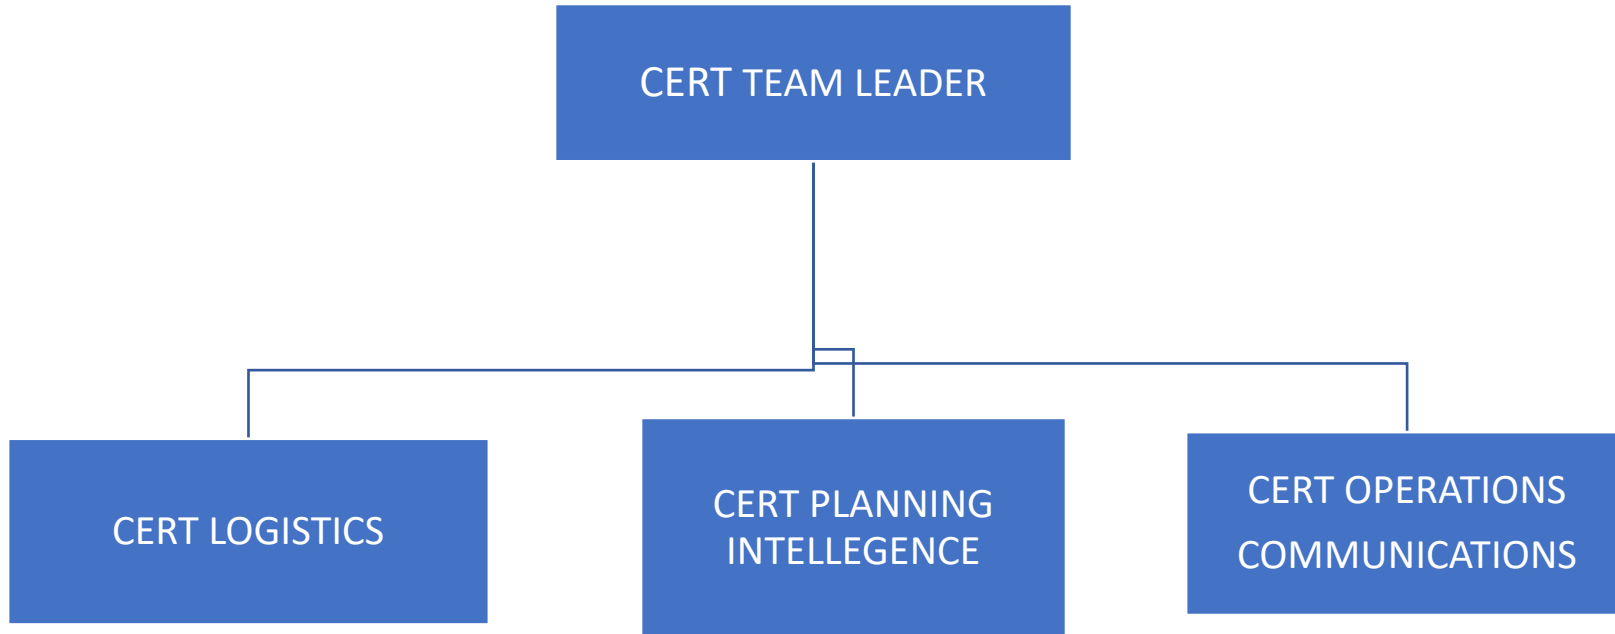 CERT TEAM LEADER
CERT LOGISTICS
CERT PLANNING
INTELLEGENCE
CERT OPERATIONS
COMMUNICATIONS